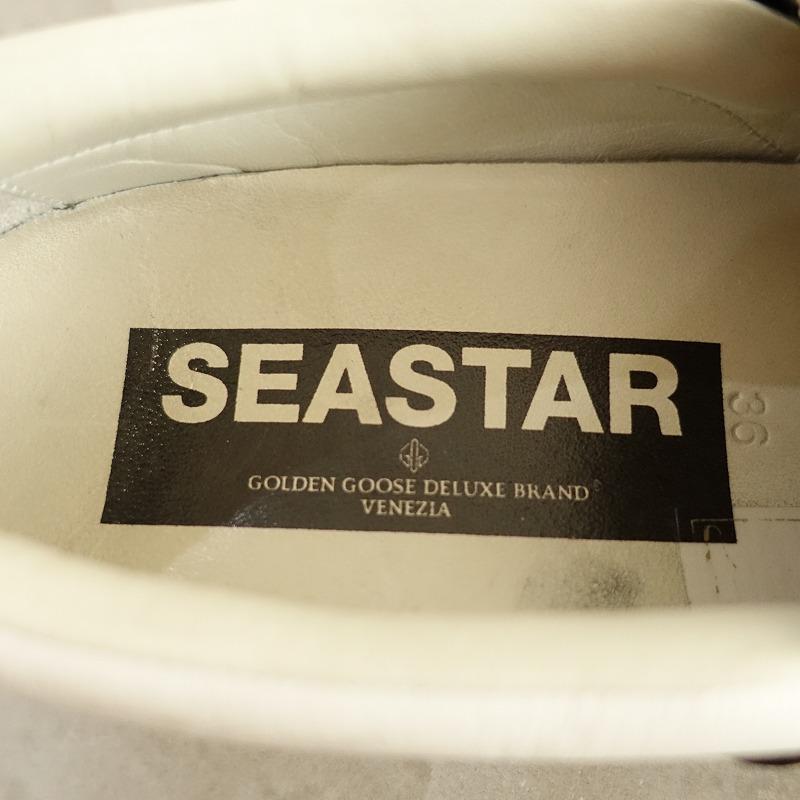 SEASTAR
GOLDEN GOOSE DELUXE BRAND
VENEZIA
36